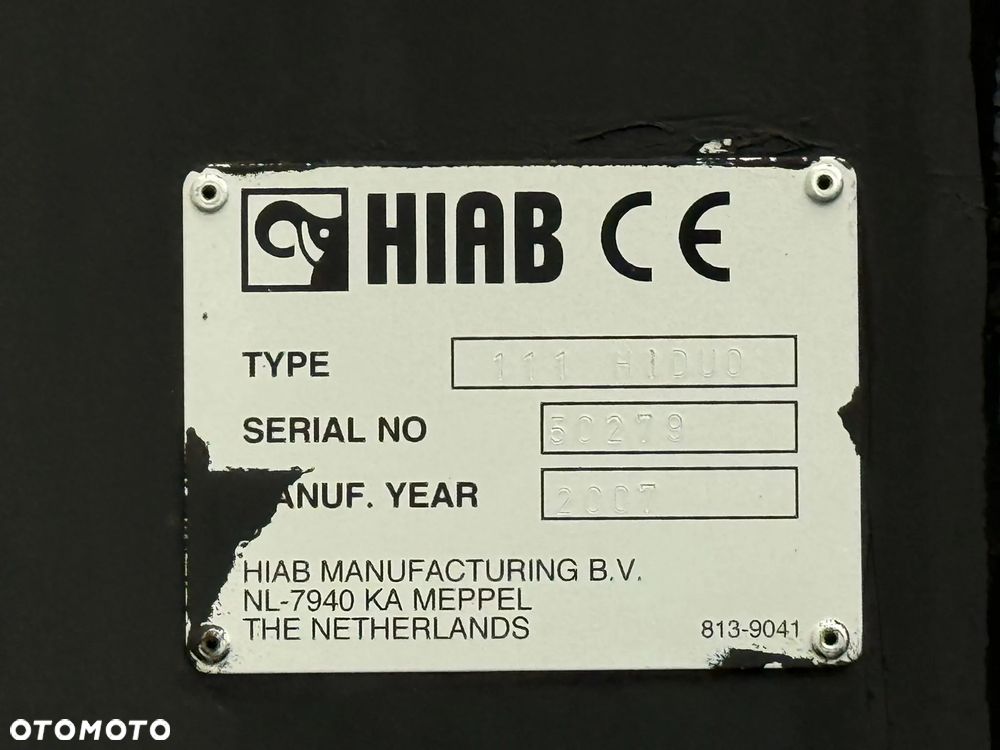 HIAB CE
TYPE 111 HIDUO
SERIAL NO 50279
MANUF. YEAR 2007
HIAB MANUFACTURING B.V.
NL-7940 KA MEPPEL
THE NETHERLANDS 813-9041
OTOMOTO